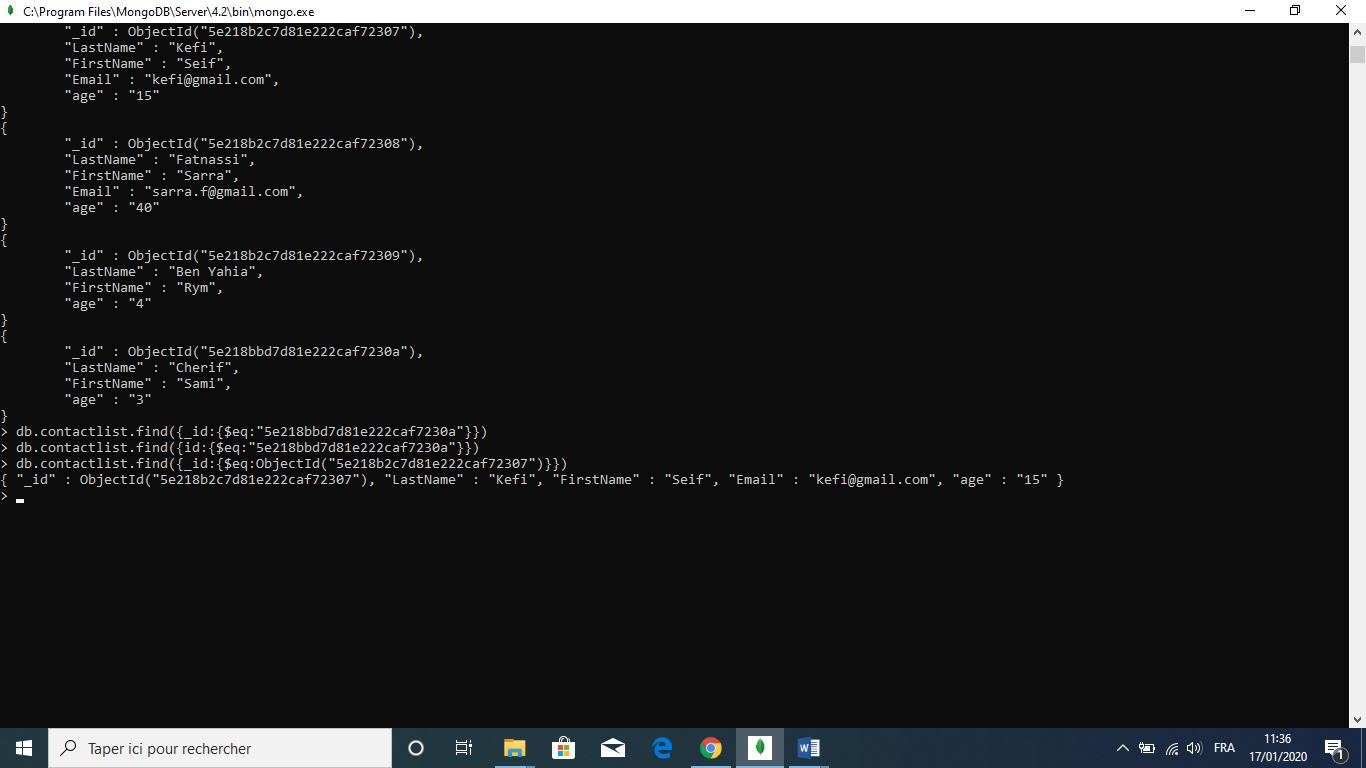 C:\Program Files\MongoDB\Server\4.2\bin\mongo.exe
"_id" : ObjectId("5e218b2c7d81e222caf72307"),
"LastName" : "Kefi",
"FirstName" : "Seif",
"Email" : "kefi@gmail.com",
"age" : "15"
}
{
"_id" : ObjectId("5e218b2c7d81e222caf72308"),
"LastName" : "Fatnassi",
"FirstName" : "Sarra",
"Email" : "sarra.f@gmail.com",
"age" : "40"
}
{
"_id" : ObjectId("5e218b2c7d81e222caf72309"),
"LastName" : "Ben Yahia",
"FirstName" : "Rym",
"age" : "4"
}
{
"_id" : ObjectId("5e218bbd7d81e222caf7230a"),
"LastName" : "Cherif",
"FirstName" : "Sami",
"age" : "3"
}
> db.contactlist.find({_id:{$eq:"5e218bbd7d81e222caf7230a"}})
> db.contactlist.find({id:{$eq:"5e218bbd7d81e222caf7230a"}})
> db.contactlist.find({_id:{$eq:ObjectId("5e218b2c7d81e222caf72307")}})
{ "_id" : ObjectId("5e218b2c7d81e222caf72307"), "LastName" : "Kefi", "FirstName" : "Seif", "Email" : "kefi@gmail.com", "age" : "15" }
>
Taper ici pour rechercher
FRA
11:36
17/01/2020
1